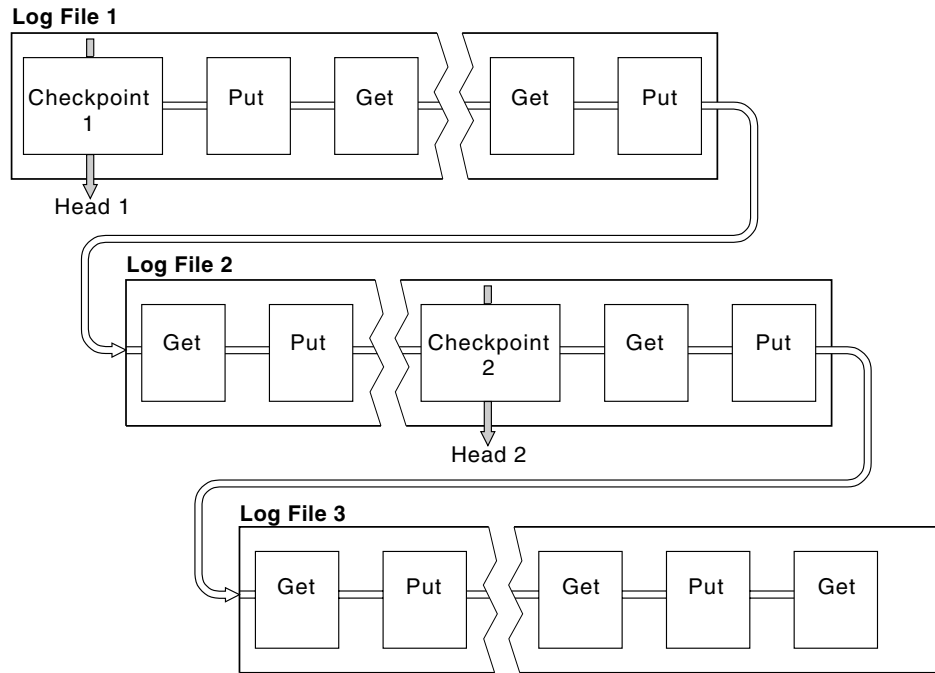 Log File 1
Checkpoint
1
Put
Get
Get
Put
Head 1
Log File 2
Get
Put
Checkpoint
2
Get
Put
Head 2
Log File 3
Get
Put
Get
Put
Get